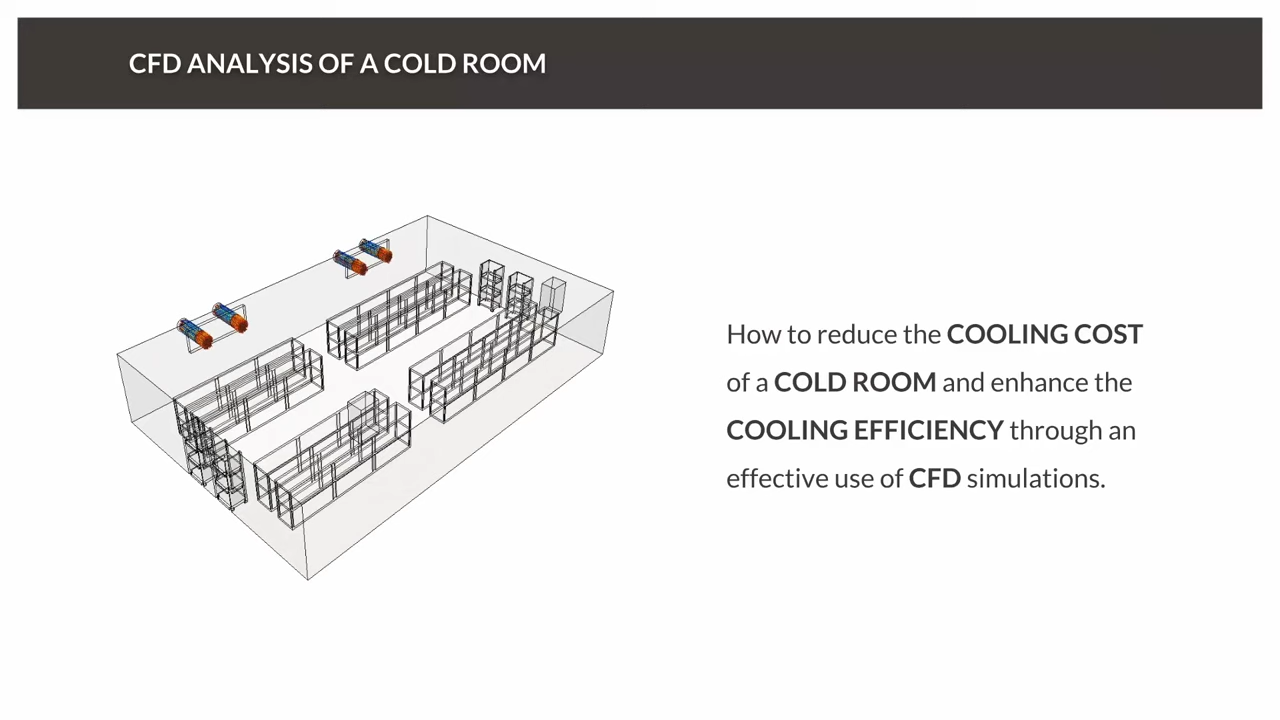 CFD ANALYSIS OF A COLD ROOM
How to reduce the COOLING COST
of a COLD ROOM and enhance the
COOLING EFFICIENCY through an
effective use of CFD simulations.